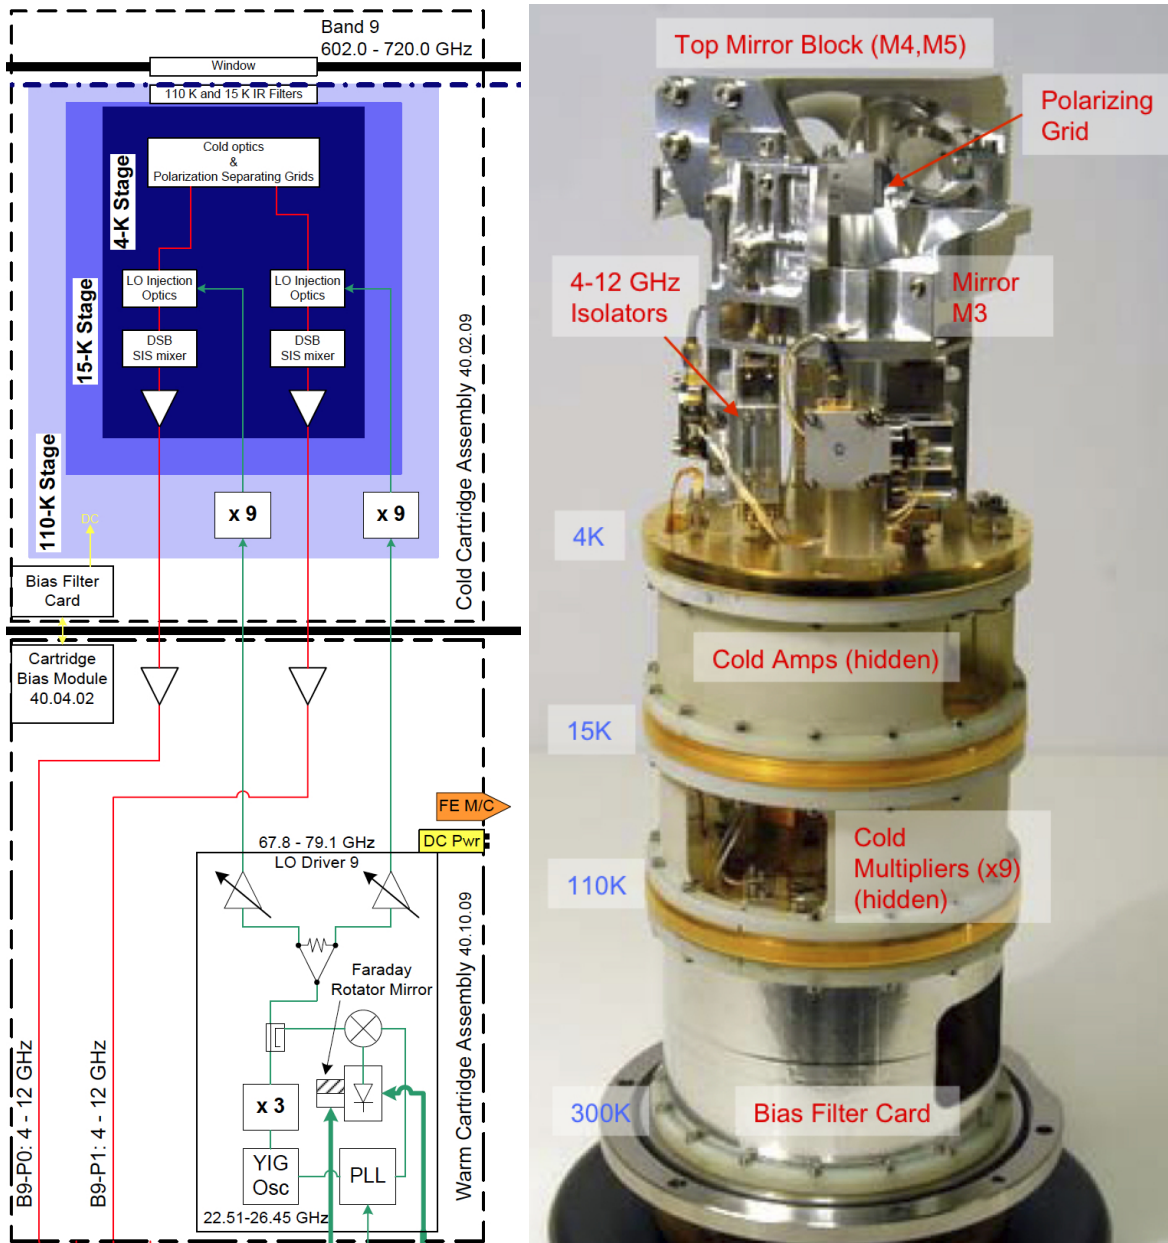 Band 9
602.0 - 720.0 GHz
Window
110 K and 15 K IR Filters
Cold optics
&
Polarization Separating Grids
4-K Stage
15-K Stage
110-K Stage
LO Injection
Optics
LO Injection
Optics
DSB
SIS mixer
DSB
SIS mixer
x 9
x 9
DC
Bias Filter
Card
Cold Cartridge Assembly 40.02.09
Cartridge
Bias Module
40.04.02
FE M/C
DC Pwr
67.8 - 79.1 GHz
LO Driver 9
Faraday
Rotator Mirror
x 3
YIG
Osc
PLL
22.51-26.45 GHz
B9-P0: 4 - 12 GHz
B9-P1: 4 - 12 GHz
Warm Cartridge Assembly 40.10.09
Top Mirror Block (M4,M5)
Polarizing
Grid
4-12 GHz
Isolators
Mirror
M3
4K
Cold Amps (hidden)
15K
Cold
Multipliers (x9)
(hidden)
110K
300K
Bias Filter Card